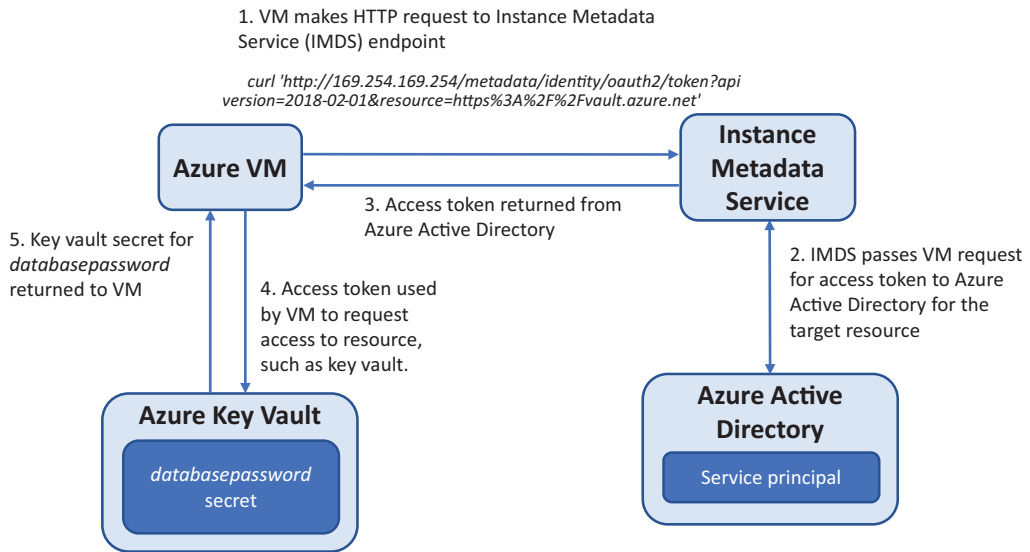 1. VM makes HTTP request to Instance Metadata
Service (IMDS) endpoint
curl 'http://169.254.169.254/metadata/identity/oauth2/token?api
version=2018-02-01&resource=https%3A%2F%2Fvault.azure.net'
Azure VM
Instance
Metadata
Service
3. Access token returned from
Azure Active Directory
5. Key vault secret for
databasepassword
returned to VM
4. Access token used
by VM to request
access to resource,
such as key vault.
2. IMDS passes VM request
for access token to Azure
Active Directory for the
target resource
Azure Key Vault
databasepassword
secret
Azure Active
Directory
Service principal